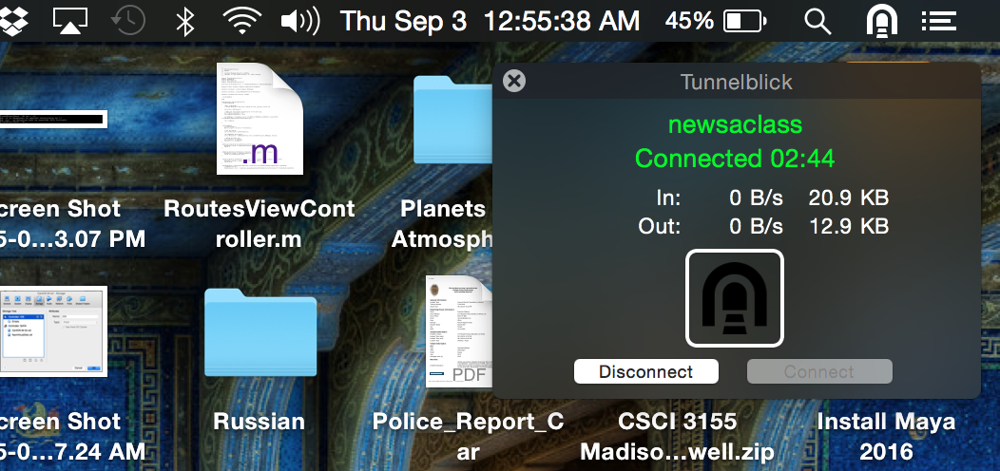 Thu Sep 3 12:55:38 AM 45%
Tunnelblick
newsaclass
Connected 02:44
In: 0 B/s 20.9 KB
Out: 0 B/s 12.9 KB
Disconnect Connect
.m
creen Shot
5-0...3.07 PM
RoutesViewCont
roller.m
Planets
Atmosph
PDF
creen Shot
5-0...7.24 AM
Russian
Police_Report_C
ar
CSCI 3155
Madiso...well.zip
Install Maya
2016